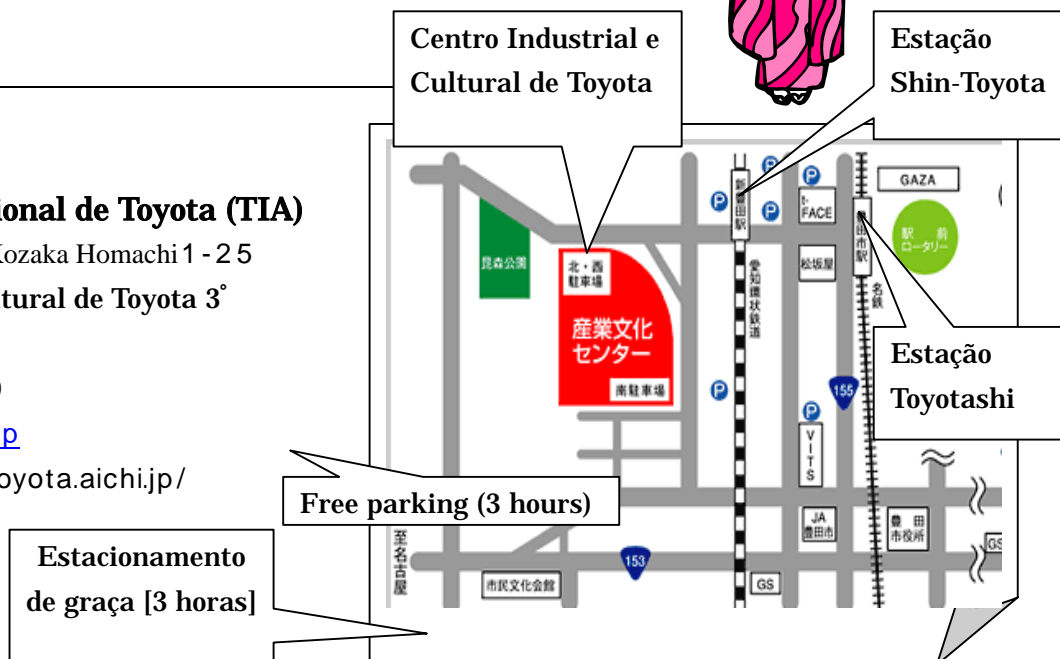 Centro Industrial e
Cultural de Toyota
Estação
Shin-Toyota
ional de Toyota (TIA)
Kozaka Homachi 1-25
tural de Toyota 3°
)
p
oyota.aichi.jp/
Free parking (3 hours)
Estacionamento
de graça [3 horas]
Estação
Toyotashi
GAZA
新豊田駅
P
P
P
P
t-
FACE
豊田市駅
駅前
ロータリー
昆森公園
北・西
駐車場
産業文化
センター
南駐車場
愛知環状鉄道
松坂屋
名鉄
P
155
P
VITS
JA
豊田市
豊田
市役所
GS
至名古屋
153
市民文化会館
GS